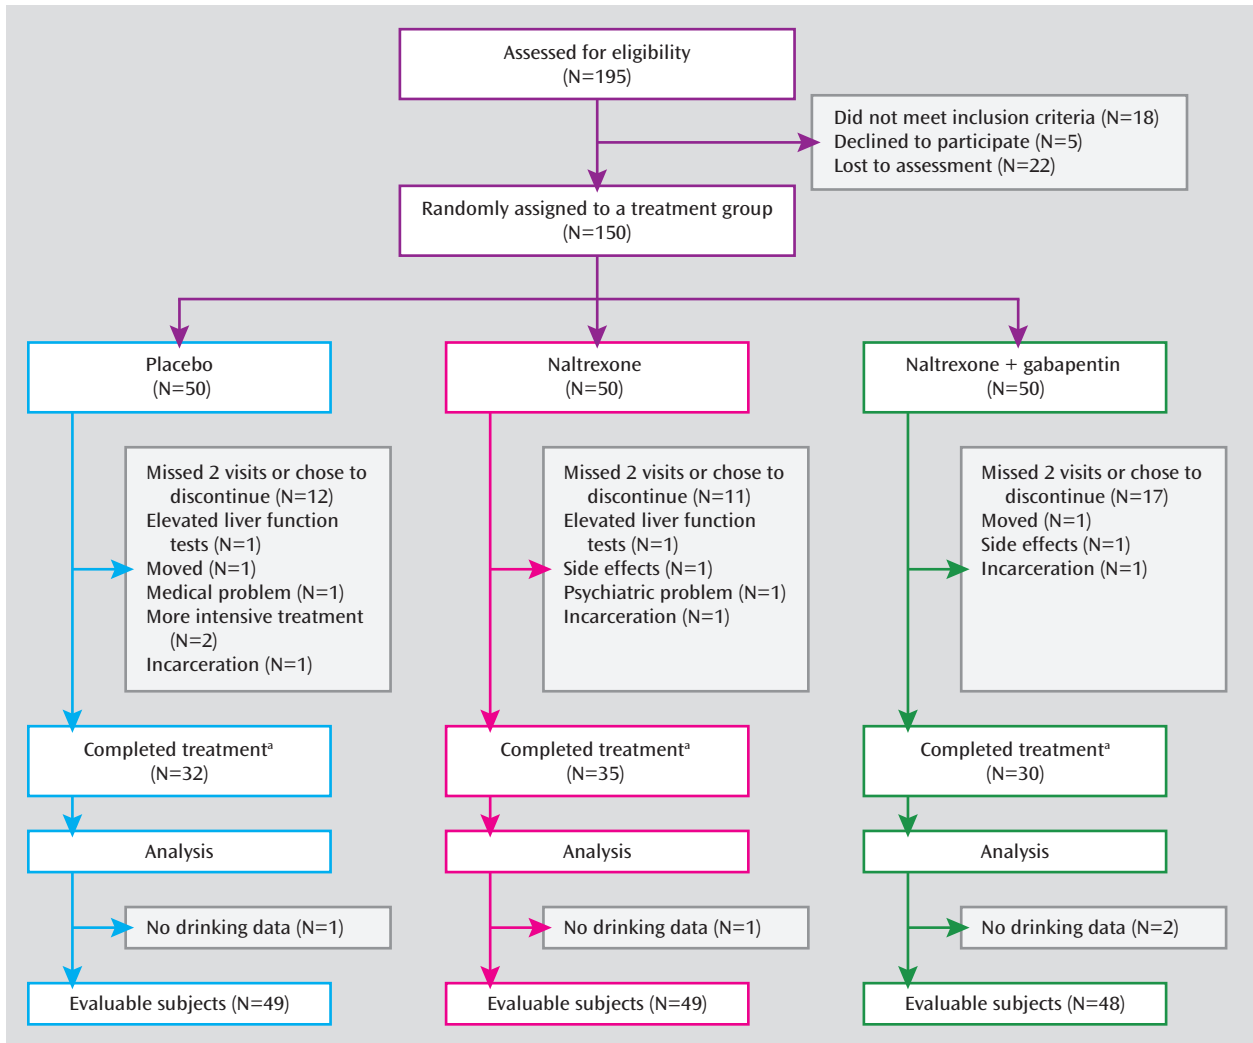 Assessed for eligibility
(N=195)
Did not meet inclusion criteria (N=18)
Declined to participate (N=5)
Lost to assessment (N=22)
Randomly assigned to a treatment group
(N=150)
Placebo
(N=50)
Naltrexone
(N=50)
Naltrexone + gabapentin
(N=50)
Missed 2 visits or chose to
discontinue (N=12)
Elevated liver function
tests (N=1)
Moved (N=1)
Medical problem (N=1)
More intensive treatment
(N=2)
Incarceration (N=1)
Missed 2 visits or chose to
discontinue (N=11)
Elevated liver function
tests (N=1)
Side effects (N=1)
Psychiatric problem (N=1)
Incarceration (N=1)
Missed 2 visits or chose to
discontinue (N=17)
Moved (N=1)
Side effects (N=1)
Incarceration (N=1)
Completed treatmentᵃ
(N=32)
Completed treatmentᵃ
(N=35)
Completed treatmentᵃ
(N=30)
Analysis
Analysis
Analysis
No drinking data (N=1)
No drinking data (N=1)
No drinking data (N=2)
Evaluable subjects (N=49)
Evaluable subjects (N=49)
Evaluable subjects (N=48)